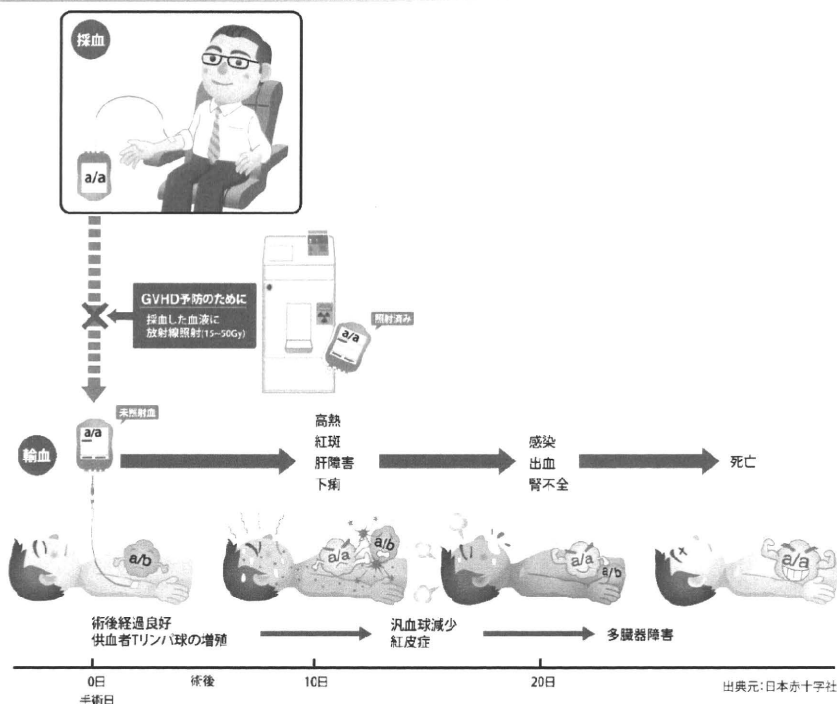 採血
a/a
GVHD予防のために
採血した血液に
放射線照射(15~50Gy)
a/a
照射済み
未照射血
a/a
輸血
高熱
紅斑
肝障害
下痢
感染
出血
腎不全
死亡
a/b
a/a
a/b
a/a
a/b
a/a
術後経過良好
供血者Tリンパ球の増殖
汎血球減少
紅皮症
多臓器障害
0日
術後
10日
20日
手術日
出典元:日本赤十字社